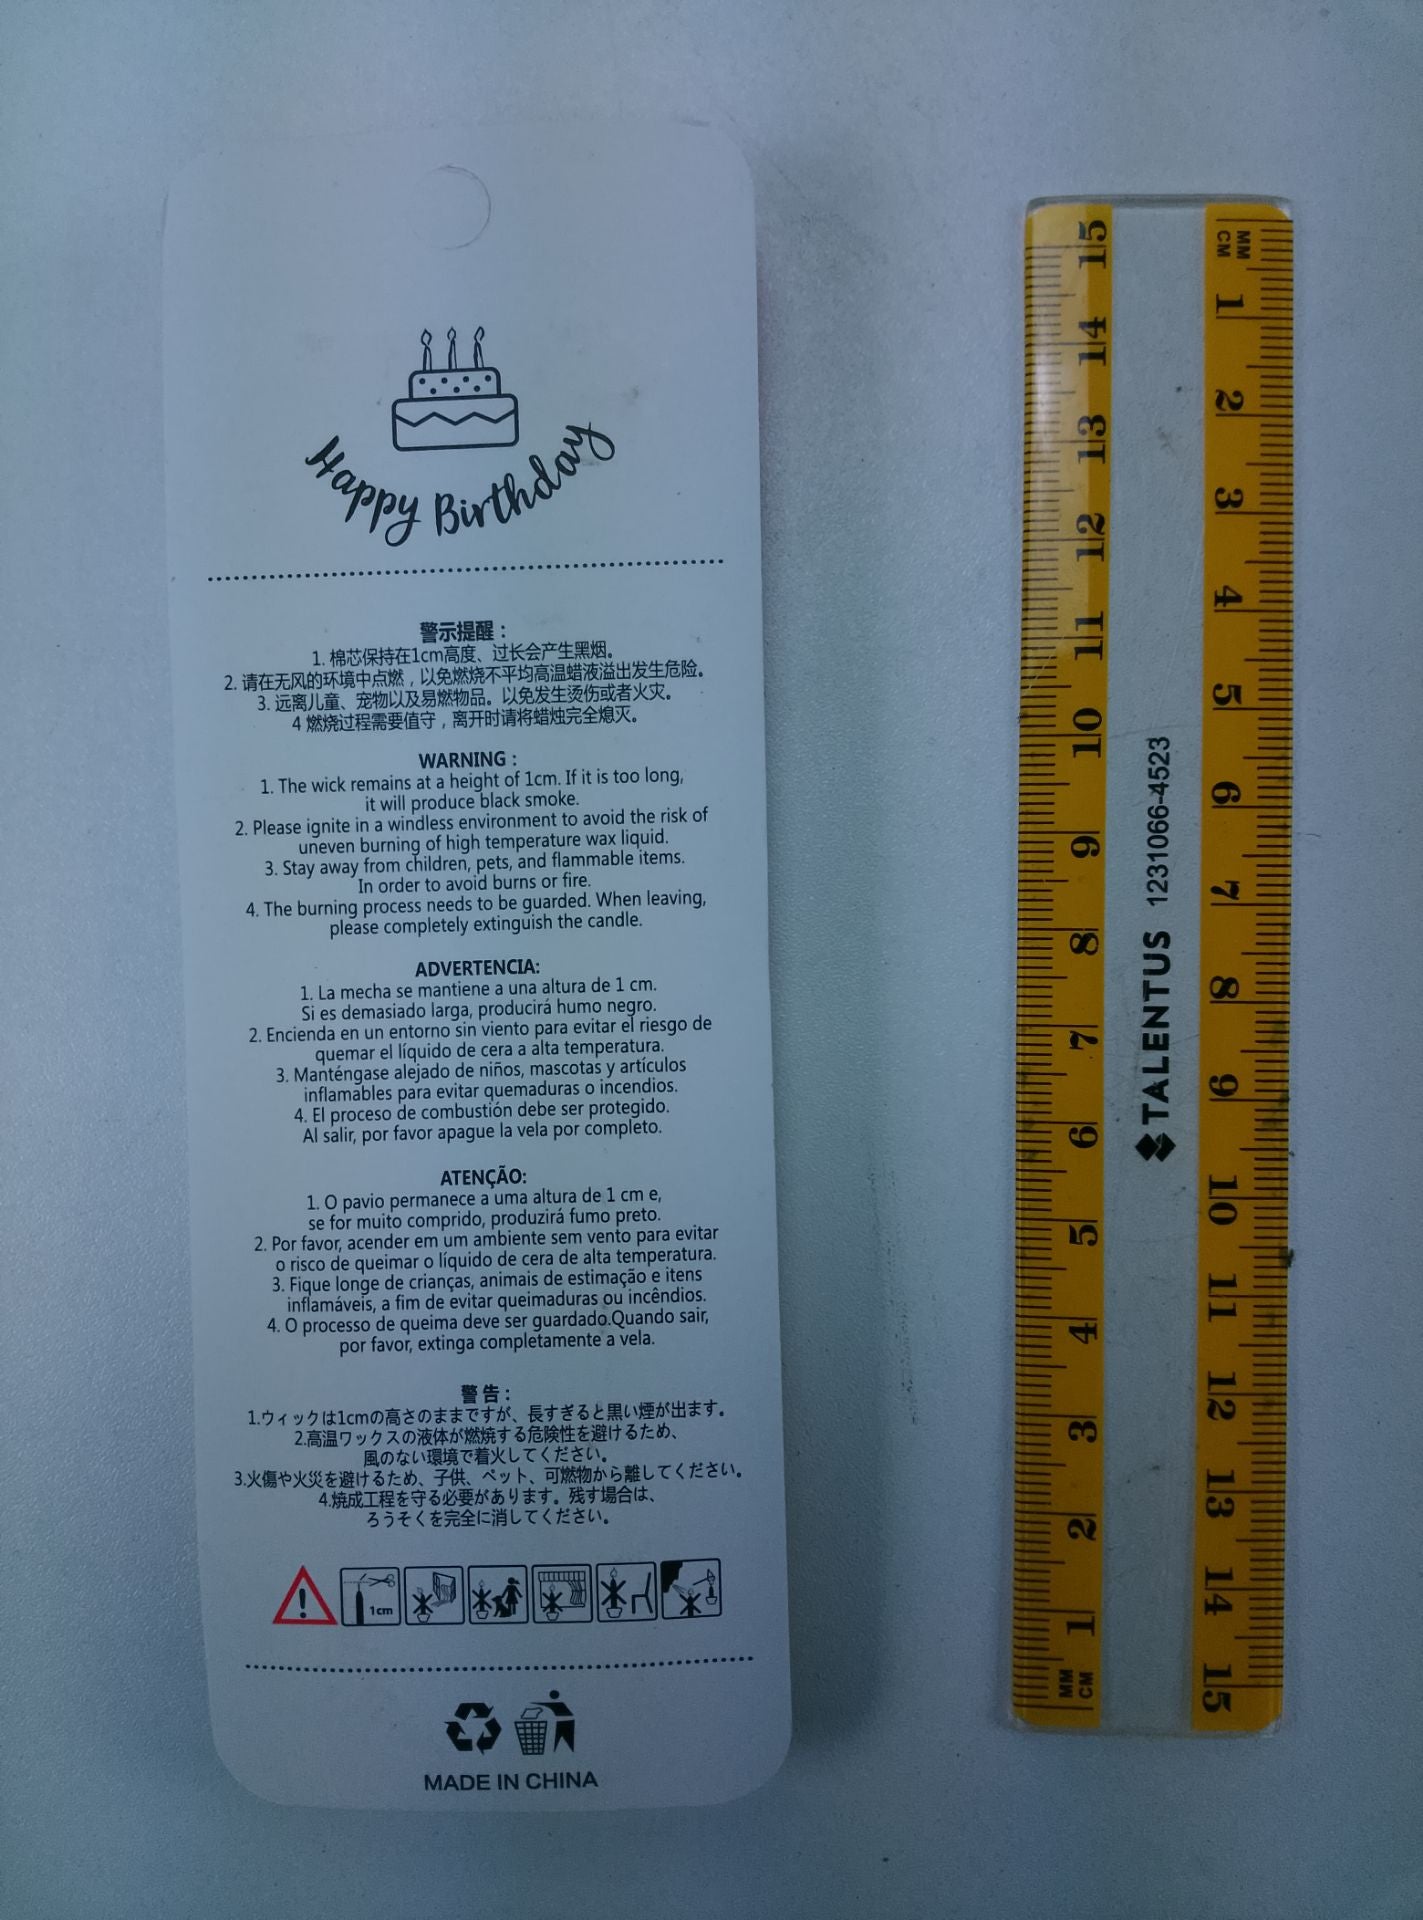 Happy Birthday
警示提醒：
1. 棉芯保持在1cm高度、过长会产生黑烟。
2. 请在无风的环境中点燃，以免燃烧不平均高温蜡液溢出发生危险。
3. 远离儿童、宠物以及易燃物品。以免发生烫伤或者火灾。
4 燃烧过程需要值守，离开时请将蜡烛完全熄灭。
WARNING :
1. The wick remains at a height of 1cm. If it is too long,
it will produce black smoke.
2. Please ignite in a windless environment to avoid the risk of
uneven burning of high temperature wax liquid.
3. Stay away from children, pets, and flammable items.
In order to avoid burns or fire.
4. The burning process needs to be guarded. When leaving,
please completely extinguish the candle.
ADVERTENCIA:
1. La mecha se mantiene a una altura de 1 cm.
Si es demasiado larga, producirá humo negro.
2. Encienda en un entorno sin viento para evitar el riesgo de
quemar el líquido de cera a alta temperatura.
3. Manténgase alejado de niños, mascotas y artículos
inflamables para evitar quemaduras o incendios.
4. El proceso de combustión debe ser protegido.
Al salir, por favor apague la vela por completo.
ATENÇÃO:
1. O pavio permanece a uma altura de 1 cm e,
se for muito comprido, produzirá fumo preto.
2. Por favor, acender em um ambiente sem vento para evitar
o risco de queimar o líquido de cera de alta temperatura.
3. Fique longe de crianças, animais de estimação e itens
inflamáveis, a fim de evitar queimaduras ou incêndios.
4. O processo de queima deve ser guardado.Quando sair,
por favor, extinga completamente a vela.
警告：
1.ウィックは1cmの高さのままですが、長すぎると黒い煙が出ます。
2.高温ワックスの液体が燃焼する危険性を避けるため、
風のない環境で着火してください。
3.火傷や火災を避けるため、子供、ペット、可燃物から離してください。
4.焼成工程を守る必要があります。残す場合は、
ろうそくを完全に消してください。
1cm
MADE IN CHINA
15 14 13 12 11 10 9 8 7 6 5 4 3 2 1
MM
CM
TALENTUS 1231066-4523
MM
CM
1 2 3 4 5 6 7 8 9 10 11 12 13 14 15